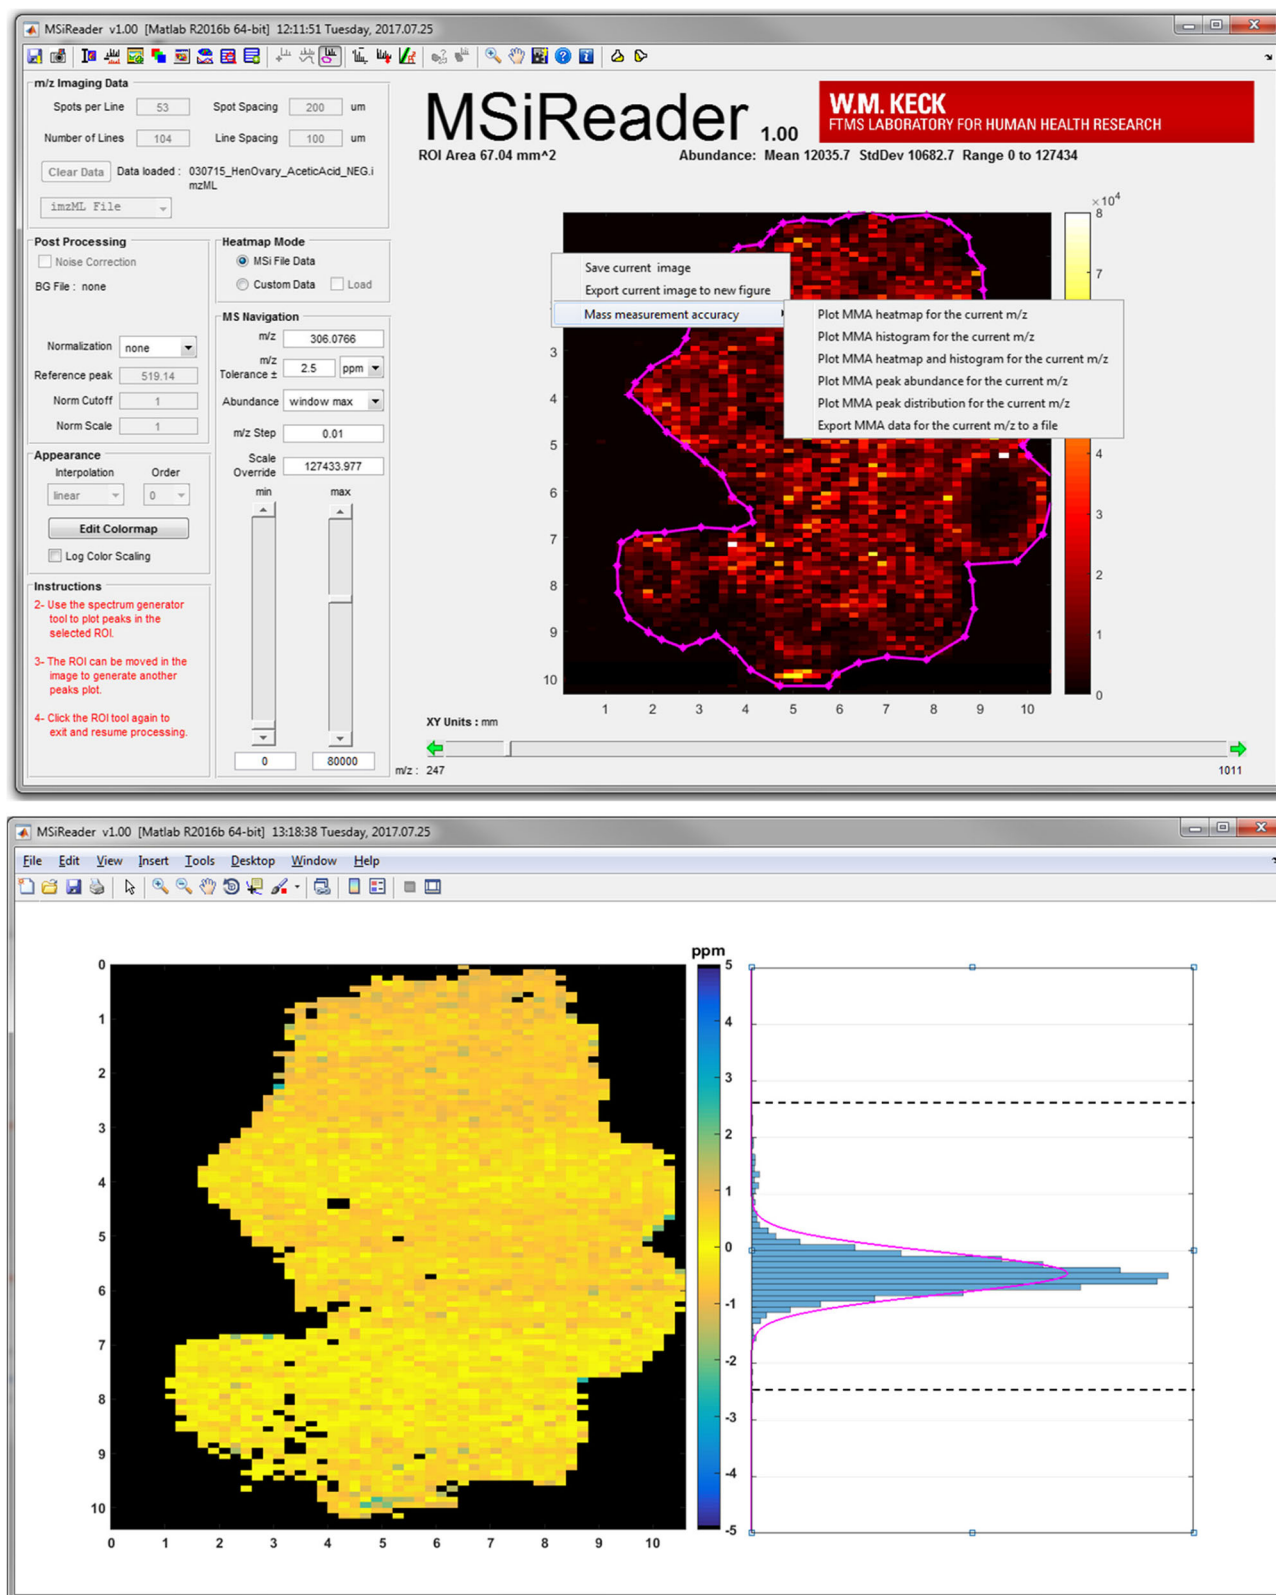 MSiReader v1.00 [Matlab R2016b 64-bit] 12:11:51 Tuesday, 2017.07.25
m/z Imaging Data
Spots per Line 53 Spot Spacing 200 um
Number of Lines 104 Line Spacing 100 um
Clear Data Data loaded : 030715_HenOvary_AceticAcid_NEG.i
mzML
imzML File
Post Processing
Noise Correction
BG File : none
Normalization none
Reference peak 519.14
Norm Cutoff 1
Norm Scale 1
Appearance
Interpolation Order
linear 0
Edit Colormap
Log Color Scaling
Instructions
2- Use the spectrum generator
tool to plot peaks in the
selected ROI.
3- The ROI can be moved in the
image to generate another
peaks plot.
4- Click the ROI tool again to
exit and resume processing.
Heatmap Mode
MSi File Data
Custom Data Load
MS Navigation
m/z 306.0766
m/z
Tolerance ± 2.5 ppm
Abundance window max
m/z Step 0.01
Scale
Override 127433.977
min max
0 80000
MSiReader 1.00
W.M. KECK
FTMS LABORATORY FOR HUMAN HEALTH RESEARCH
ROI Area 67.04 mm^2 Abundance: Mean 12035.7 StdDev 10682.7 Range 0 to 127434
Save current image
Export current image to new figure
Mass measurement accuracy
Plot MMA heatmap for the current m/z
Plot MMA histogram for the current m/z
Plot MMA heatmap and histogram for the current m/z
Plot MMA peak abundance for the current m/z
Plot MMA peak distribution for the current m/z
Export MMA data for the current m/z to a file
×10^4
8
7
4
3
2
1
0
3
4
5
6
7
8
9
10
1 2 3 4 5 6 7 8 9 10
XY Units : mm
m/z : 247 1011
MSiReader v1.00 [Matlab R2016b 64-bit] 13:18:38 Tuesday, 2017.07.25
File Edit View Insert Tools Desktop Window Help
ppm
0
1
2
3
4
5
6
7
8
9
10
0 1 2 3 4 5 6 7 8 9 10
5
4
3
2
1
0
-1
-2
-3
-4
-5